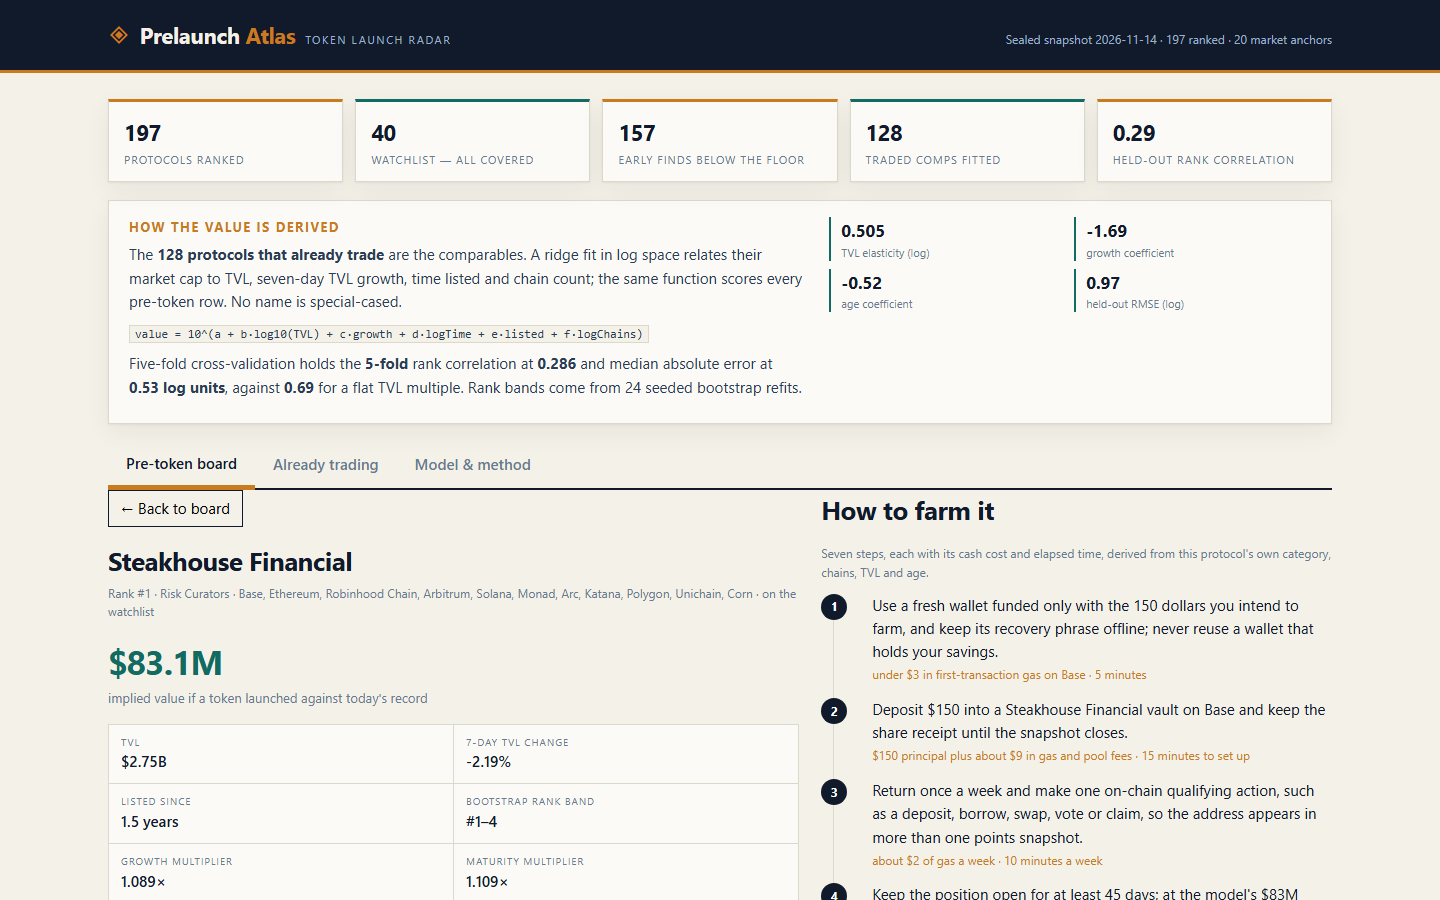 Prelaunch Atlas TOKEN LAUNCH RADAR
Sealed snapshot 2026-11-14 · 197 ranked · 20 market anchors
197
PROTOCOLS RANKED
40
WATCHLIST — ALL COVERED
157
EARLY FINDS BELOW THE FLOOR
128
TRADED COMPS FITTED
0.29
HELD-OUT RANK CORRELATION
HOW THE VALUE IS DERIVED
The 128 protocols that already trade are the comparables. A ridge fit in log space relates their
market cap to TVL, seven-day TVL growth, time listed and chain count; the same function scores every
pre-token row. No name is special-cased.
value = 10^(a + b·log10(TVL) + c·growth + d·logTime + e·listed + f·logChains)
Five-fold cross-validation holds the 5-fold rank correlation at 0.286 and median absolute error at
0.53 log units, against 0.69 for a flat TVL multiple. Rank bands come from 24 seeded bootstrap refits.
0.505
TVL elasticity (log)
-1.69
growth coefficient
-0.52
age coefficient
0.97
held-out RMSE (log)
Pre-token board
Already trading
Model & method
← Back to board
Steakhouse Financial
Rank #1 · Risk Curators · Base, Ethereum, Robinhood Chain, Arbitrum, Solana, Monad, Arc, Katana, Polygon, Unichain, Corn · on the
watchlist
$83.1M
implied value if a token launched against today's record
TVL
$2.75B
7-DAY TVL CHANGE
-2.19%
LISTED SINCE
1.5 years
BOOTSTRAP RANK BAND
#1–4
GROWTH MULTIPLIER
1.089×
MATURITY MULTIPLIER
1.109×
How to farm it
Seven steps, each with its cash cost and elapsed time, derived from this protocol's own category,
chains, TVL and age.
1
Use a fresh wallet funded only with the 150 dollars you intend to
farm, and keep its recovery phrase offline; never reuse a wallet that
holds your savings.
under $3 in first-transaction gas on Base · 5 minutes
2
Deposit $150 into a Steakhouse Financial vault on Base and keep the
share receipt until the snapshot closes.
$150 principal plus about $9 in gas and pool fees · 15 minutes to set up
3
Return once a week and make one on-chain qualifying action, such
as a deposit, borrow, swap, vote or claim, so the address appears in
more than one points snapshot.
about $2 of gas a week · 10 minutes a week
4
Keep the position open for at least 45 days: at the model's $83M